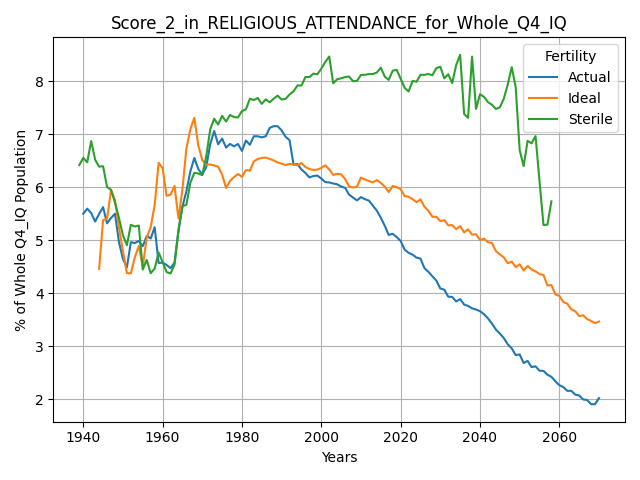 Score_2_in_RELIGIOUS_ATTENDANCE_for_Whole_Q4_IQ
% of Whole Q4_IQ Population
8
7
6
5
4
3
2
Fertility
Actual
Ideal
Sterile
1940 1960 1980 2000 2020 2040 2060
Years